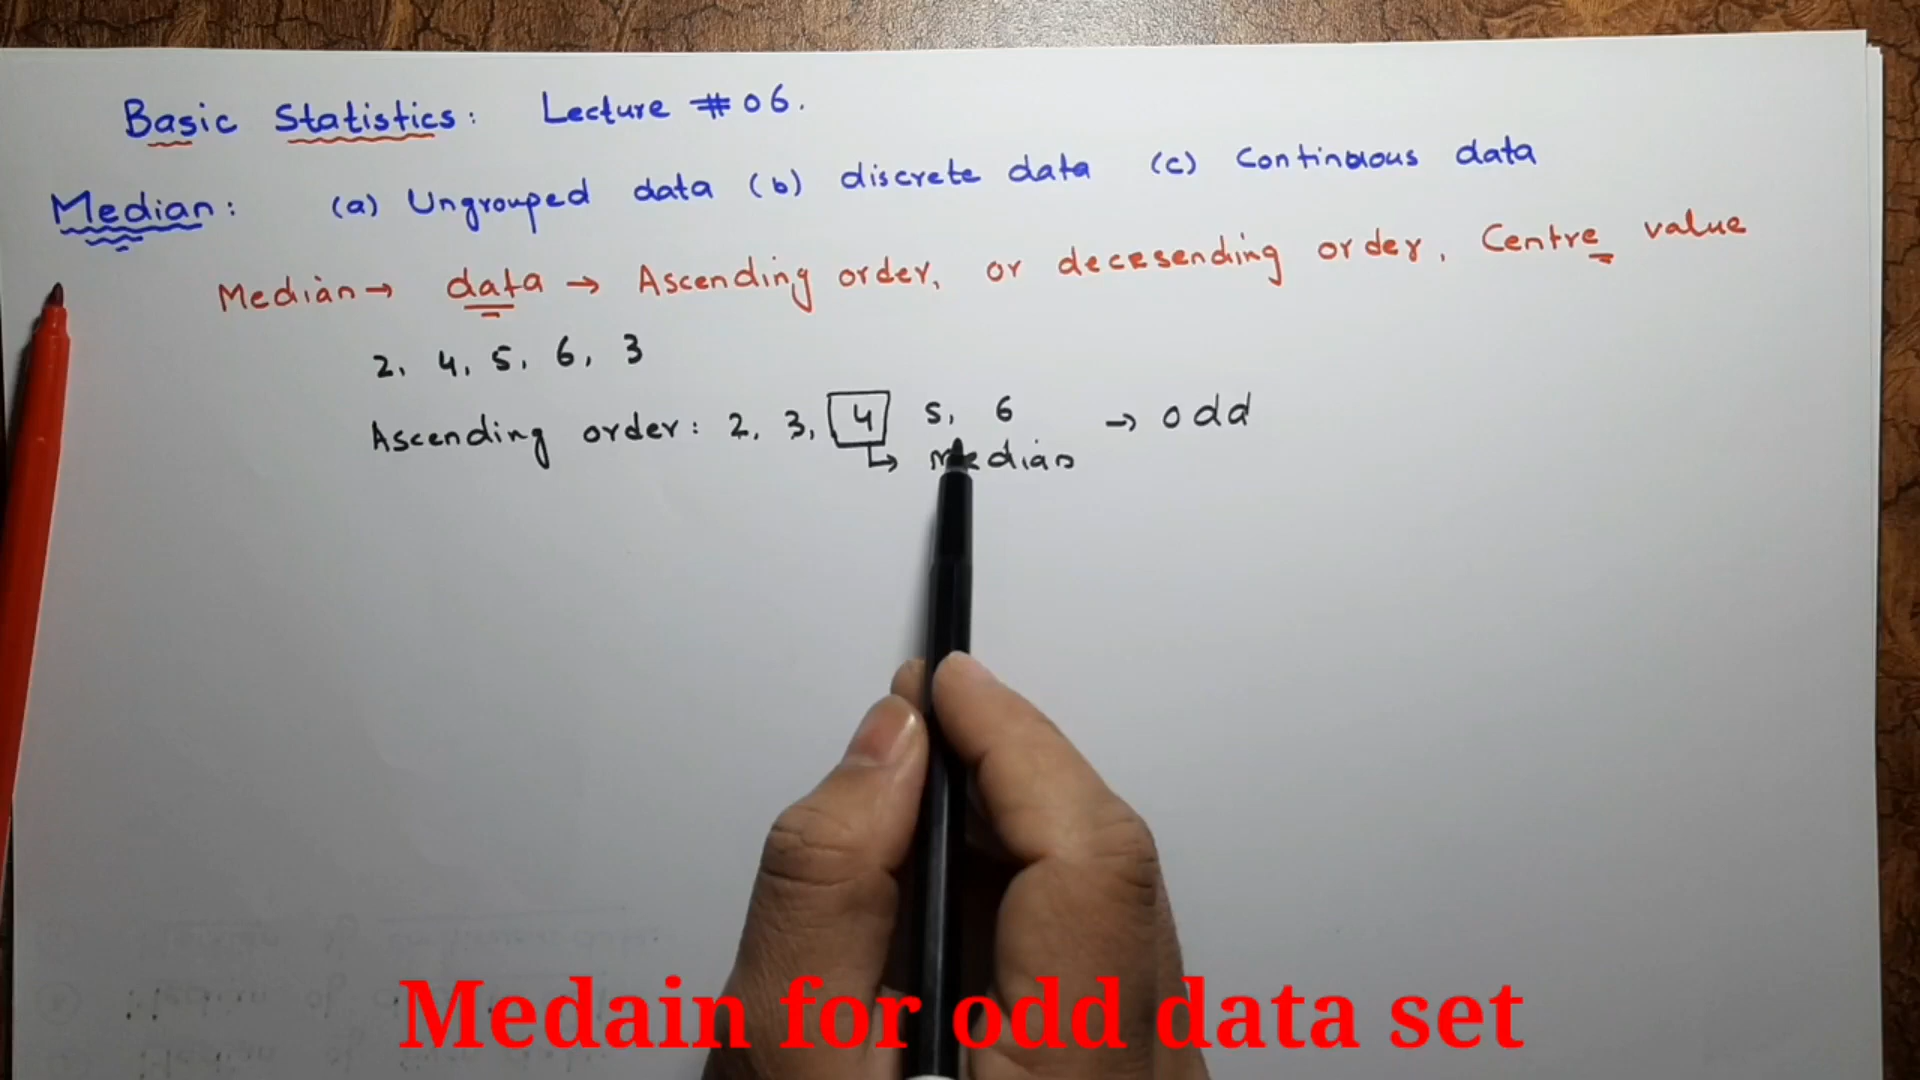 Basic Statistics: Lecture #06.
Median: (a) Ungrouped data (b) discrete data (c) Continuous data
Median → data → Ascending order, or decesending order, Centre value
2, 4, 5, 6, 3
Ascending order: 2, 3, 4 5, 6 → odd
↳ Median
Medain for odd data set